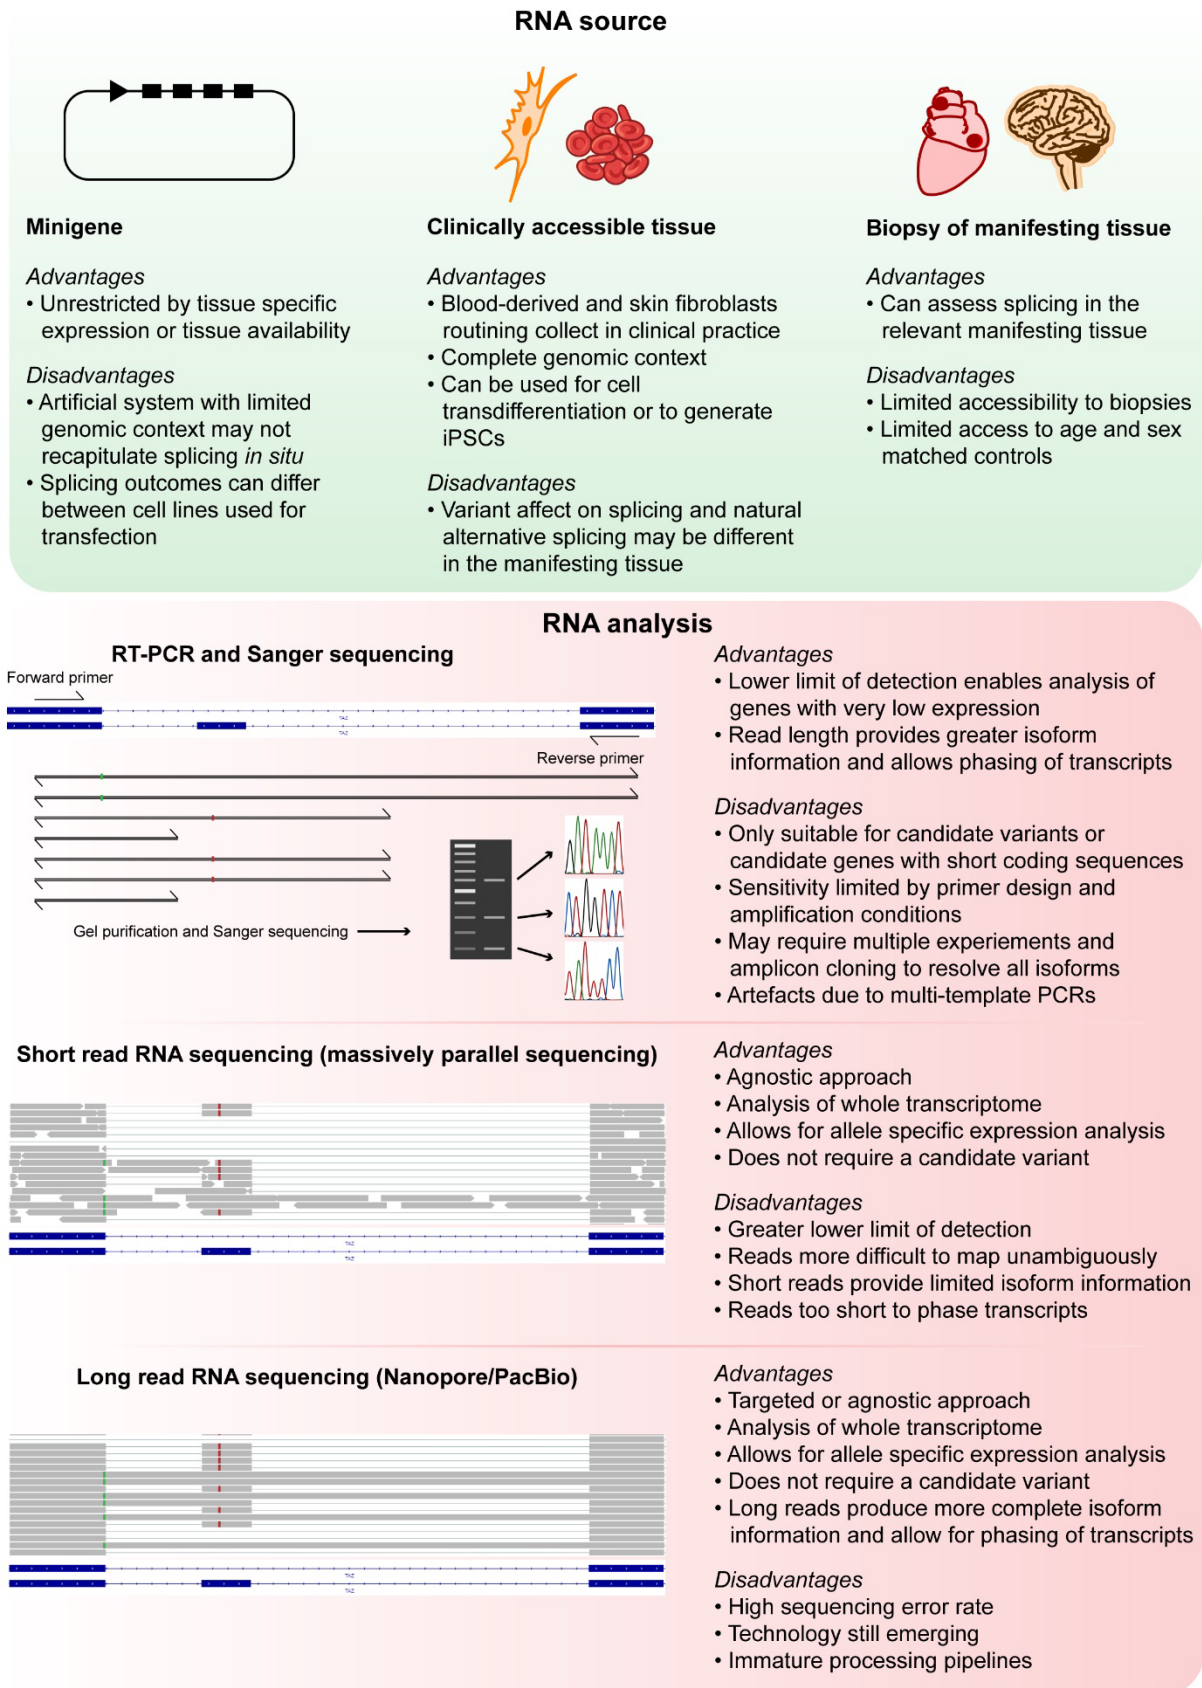 RNA source
Minigene
Advantages
• Unrestricted by tissue specific
expression or tissue availability
Disadvantages
• Artificial system with limited
genomic context may not
recapitulate splicing in situ
• Splicing outcomes can differ
between cell lines used for
transfection
Clinically accessible tissue
Advantages
• Blood-derived and skin fibroblasts
routining collect in clinical practice
• Complete genomic context
• Can be used for cell
transdifferentiation or to generate
iPSCs
Disadvantages
• Variant affect on splicing and natural
alternative splicing may be different
in the manifesting tissue
Biopsy of manifesting tissue
Advantages
• Can assess splicing in the
relevant manifesting tissue
Disadvantages
• Limited accessibility to biopsies
• Limited access to age and sex
matched controls
RNA analysis
RT-PCR and Sanger sequencing
Forward primer
TAZ
TAZ
Reverse primer
Gel purification and Sanger sequencing
Advantages
• Lower limit of detection enables analysis of
genes with very low expression
• Read length provides greater isoform
information and allows phasing of transcripts
Disadvantages
• Only suitable for candidate variants or
candidate genes with short coding sequences
• Sensitivity limited by primer design and
amplification conditions
• May require multiple experiements and
amplicon cloning to resolve all isoforms
• Artefacts due to multi-template PCRs
Short read RNA sequencing (massively parallel sequencing)
TAZ
TAZ
Advantages
• Agnostic approach
• Analysis of whole transcriptome
• Allows for allele specific expression analysis
• Does not require a candidate variant
Disadvantages
• Greater lower limit of detection
• Reads more difficult to map unambiguously
• Short reads provide limited isoform information
• Reads too short to phase transcripts
Long read RNA sequencing (Nanopore/PacBio)
TAZ
TAZ
Advantages
• Targeted or agnostic approach
• Analysis of whole transcriptome
• Allows for allele specific expression analysis
• Does not require a candidate variant
• Long reads produce more complete isoform
information and allow for phasing of transcripts
Disadvantages
• High sequencing error rate
• Technology still emerging
• Immature processing pipelines